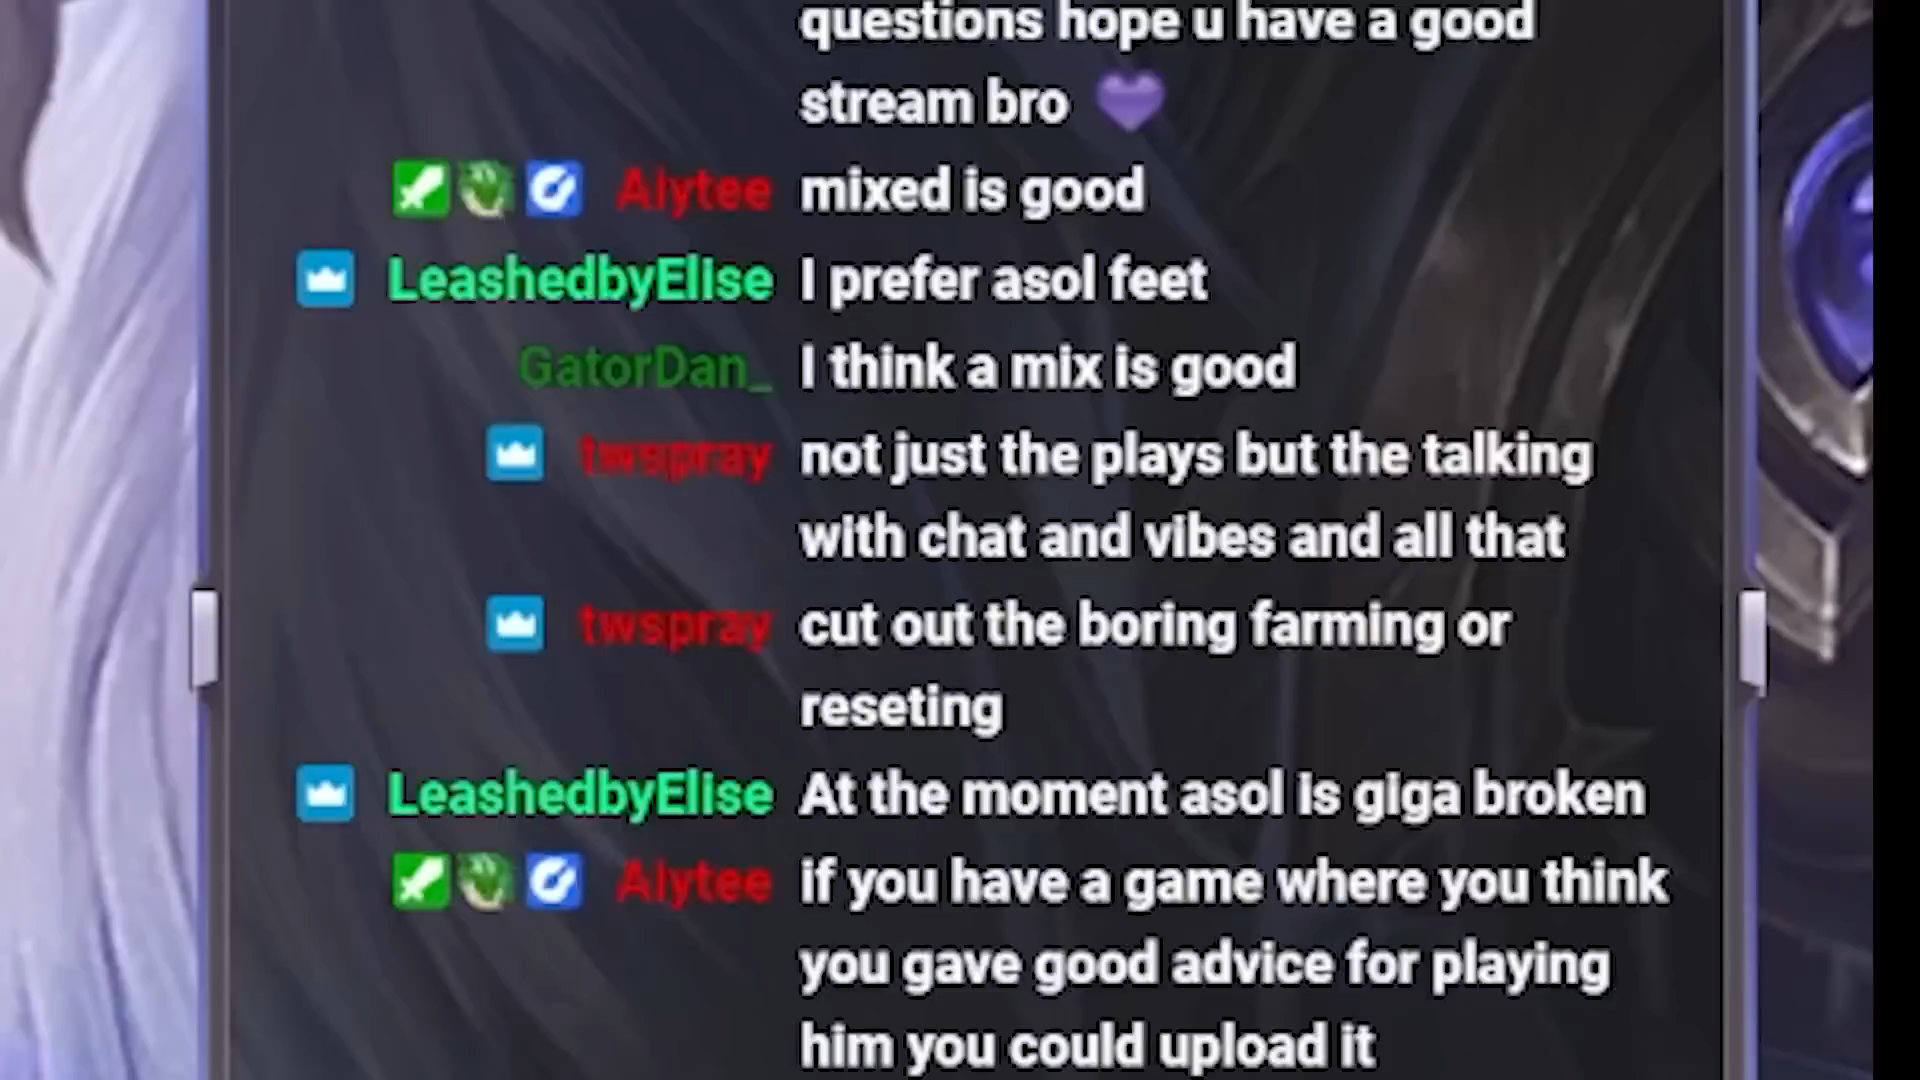 questions hope u have a good
stream bro
Alytee mixed is good
LeashedbyElise I prefer asol feet
GatorDan_ I think a mix is good
twspray not just the plays but the talking
with chat and vibes and all that
twspray cut out the boring farming or
reseting
LeashedbyElise At the moment asol is giga broken
Alytee if you have a game where you think
you gave good advice for playing
him you could upload it